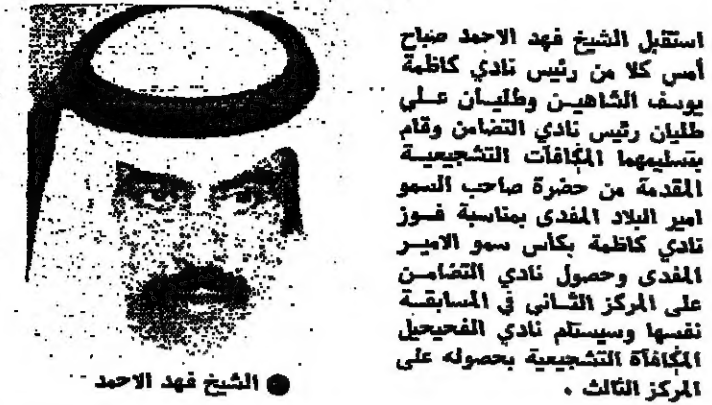 استقبل الشيخ فهد الاحمد صباح
أمس كلا من رئيس نادي كاظمة
يوسف الشاهين وطليان علي
طليان رئيس نادي التضامن وقام
بتسليمهما المكافآت التشجيعية
المقدمة من حضرة صاحب السمو
امير البلاد المفدى بمناسبة فوز
نادي كاظمة بكأس سمو الامير
المفدى وحصول نادي التضامن
على المركز الثاني في المسابقة
نفسها وسيستلم نادي الفحيحيل
المكافأة التشجيعية بحصوله على
المركز الثالث .
الشيخ فهد الاحمد